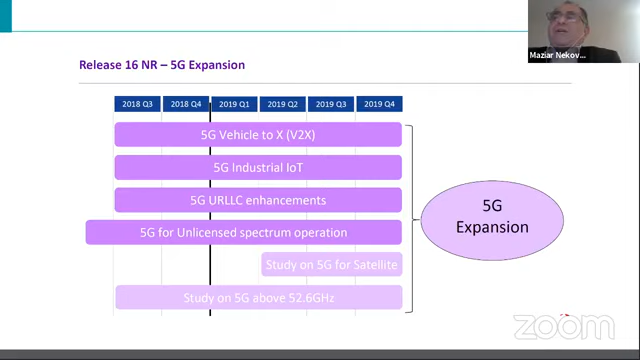 Maziar Nekov...
Release 16 NR – 5G Expansion
2018 Q3 2018 Q4 2019 Q1 2019 Q2 2019 Q3 2019 Q4
5G Vehicle to X (V2X)
5G Industrial IoT
5G URLLC enhancements
5G for Unlicensed spectrum operation
Study on 5G for Satellite
Study on 5G above 52.6GHz
5G
Expansion
zoom